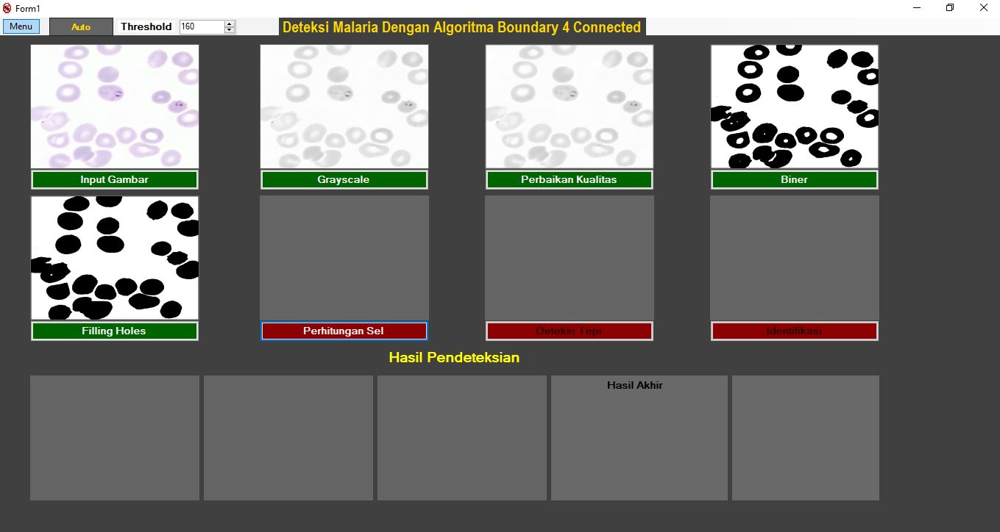 Form1
Menu Auto Threshold 160 Deteksi Malaria Dengan Algoritma Boundary 4 Connected
Input Gambar Grayscale Perbaikan Kualitas Biner
Filling Holes Perhitungan Sel Deteksi Tepi Identifikasi
Hasil Pendeteksian
Hasil Akhir